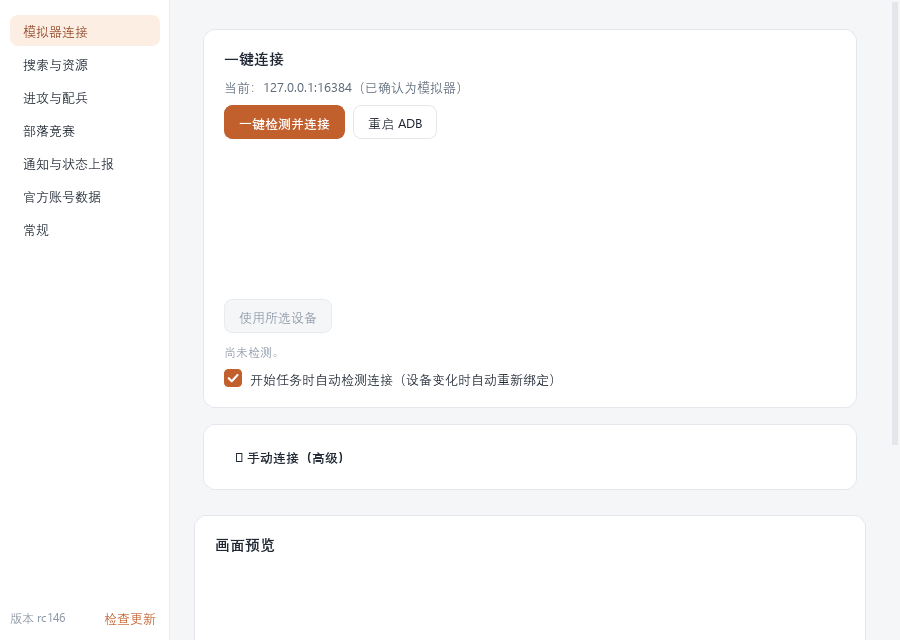 模拟器连接
搜索与资源
进攻与配兵
部落竞赛
通知与状态上报
官方账号数据
常规
版本 rc146
检查更新
一键连接
当前：127.0.0.1:16384（已确认为模拟器）
一键检测并连接
重启 ADB
使用所选设备
尚未检测。
开始任务时自动检测连接（设备变化时自动重新绑定）
手动连接（高级）
画面预览